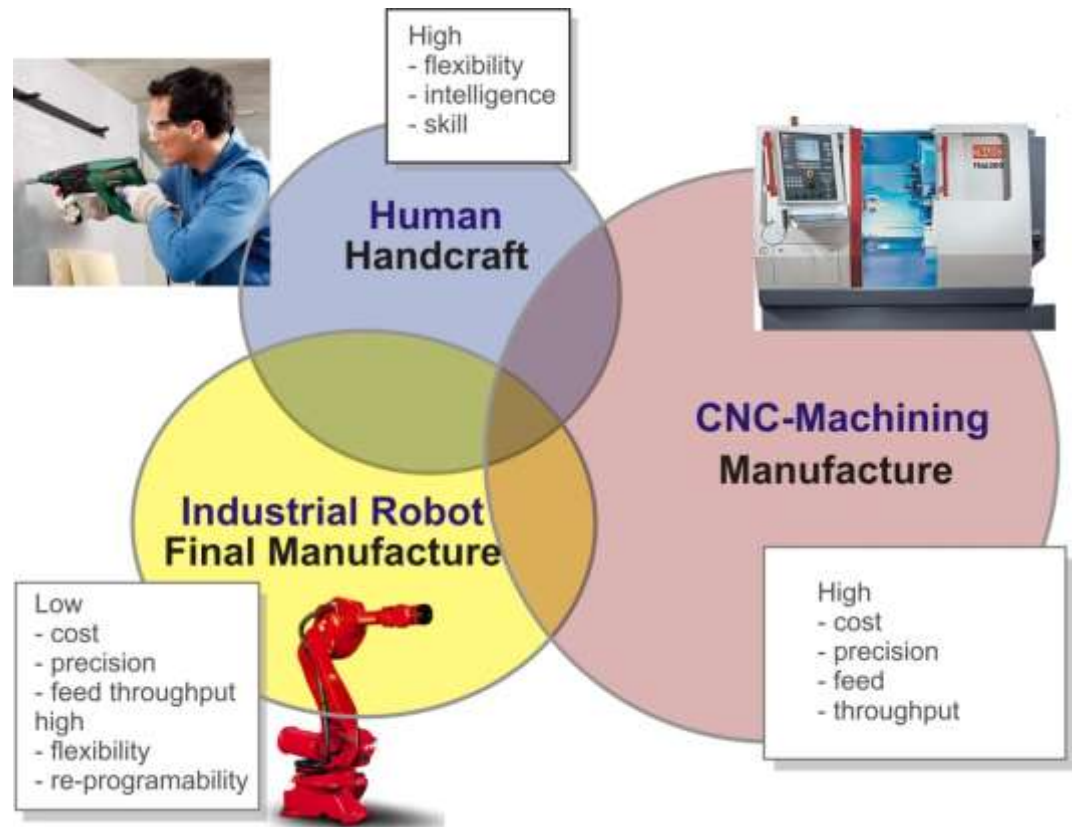 High
- flexibility
- intelligence
- skill
Human
Handcraft
CNC-Machining
Manufacture
Industrial Robot
Final Manufacture
Low
- cost
- precision
- feed throughput
high
- flexibility
- re-programability
High
- cost
- precision
- feed
- throughput